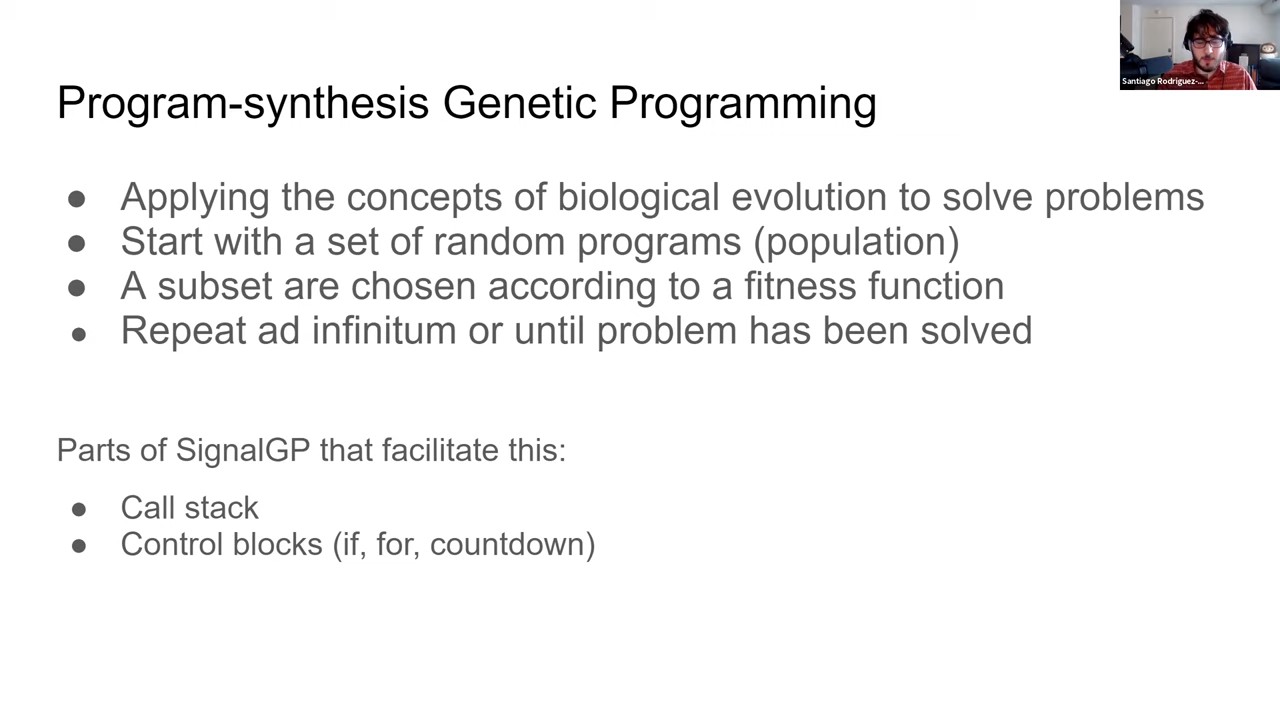 Santiago Rodriguez-...
Program-synthesis Genetic Programming
● Applying the concepts of biological evolution to solve problems
● Start with a set of random programs (population)
● A subset are chosen according to a fitness function
● Repeat ad infinitum or until problem has been solved
Parts of SignalGP that facilitate this:
● Call stack
● Control blocks (if, for, countdown)